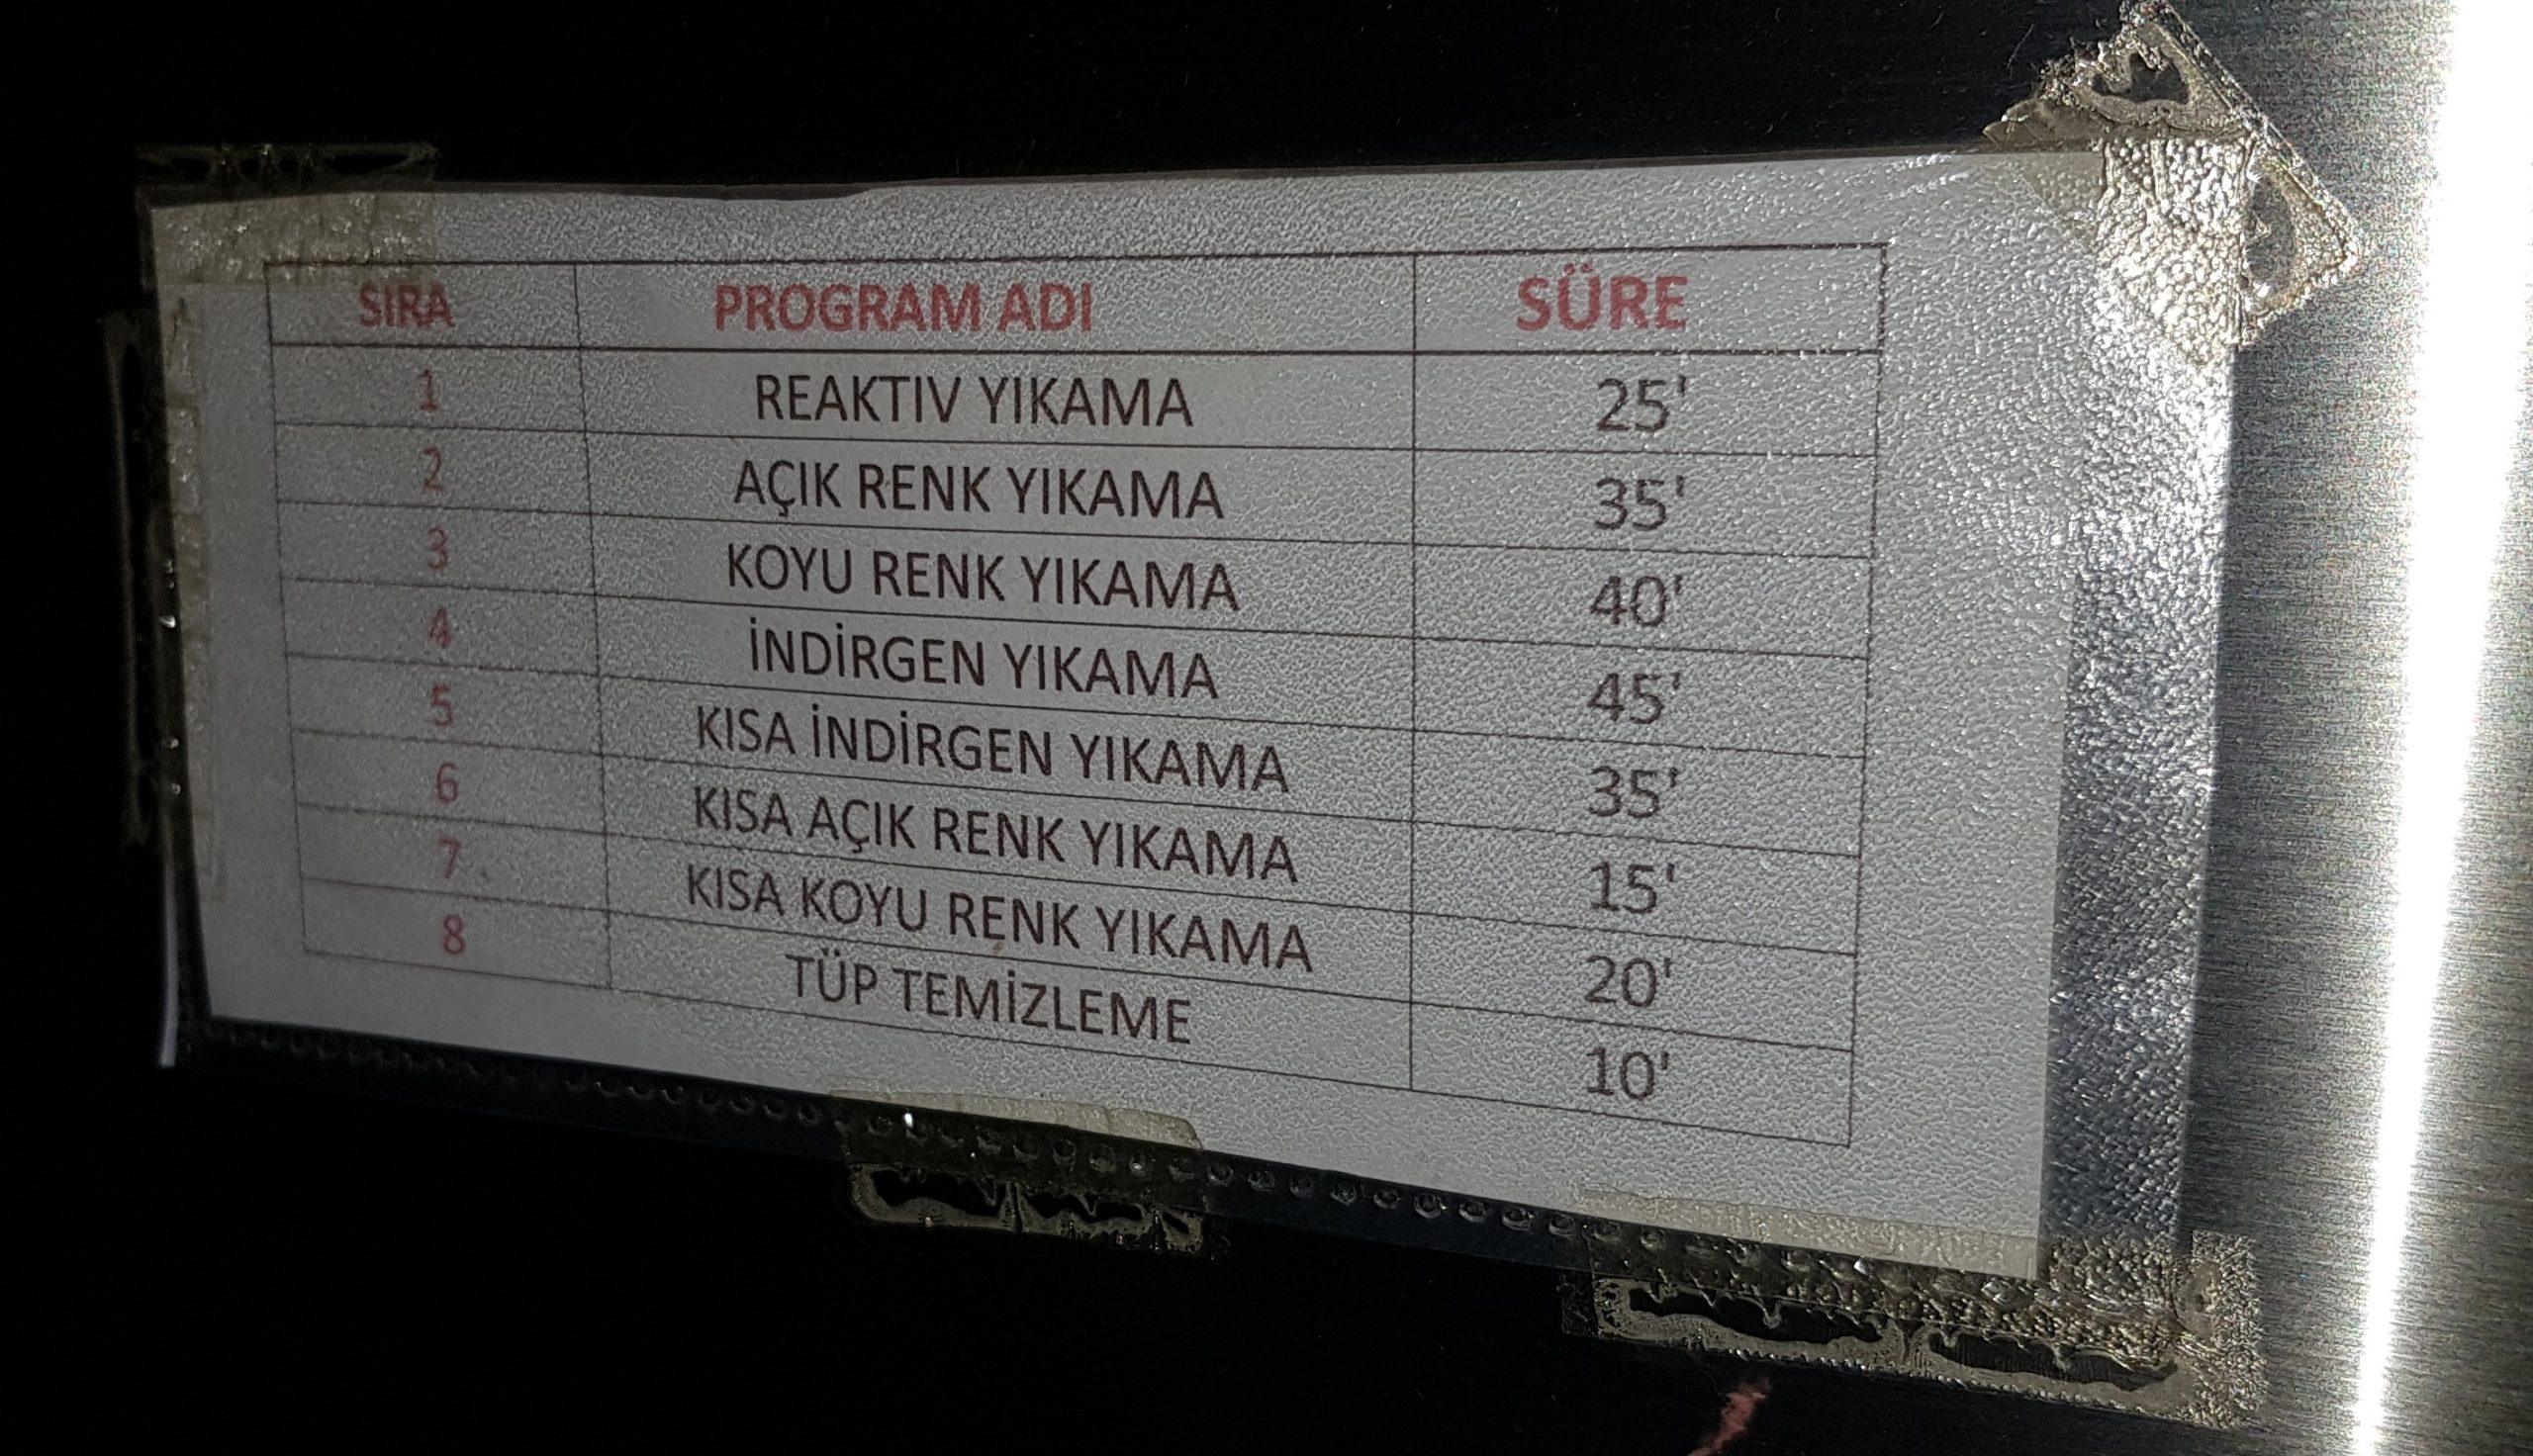 SIRA PROGRAM ADI SÜRE
1 REAKTIV YIKAMA 25'
2 AÇIK RENK YIKAMA 35'
3 KOYU RENK YIKAMA 40'
4 İNDİRGEN YIKAMA 45'
5 KISA İNDİRGEN YIKAMA 35'
6 KISA AÇIK RENK YIKAMA 15'
7 KISA KOYU RENK YIKAMA 20'
8 TÜP TEMİZLEME 10'